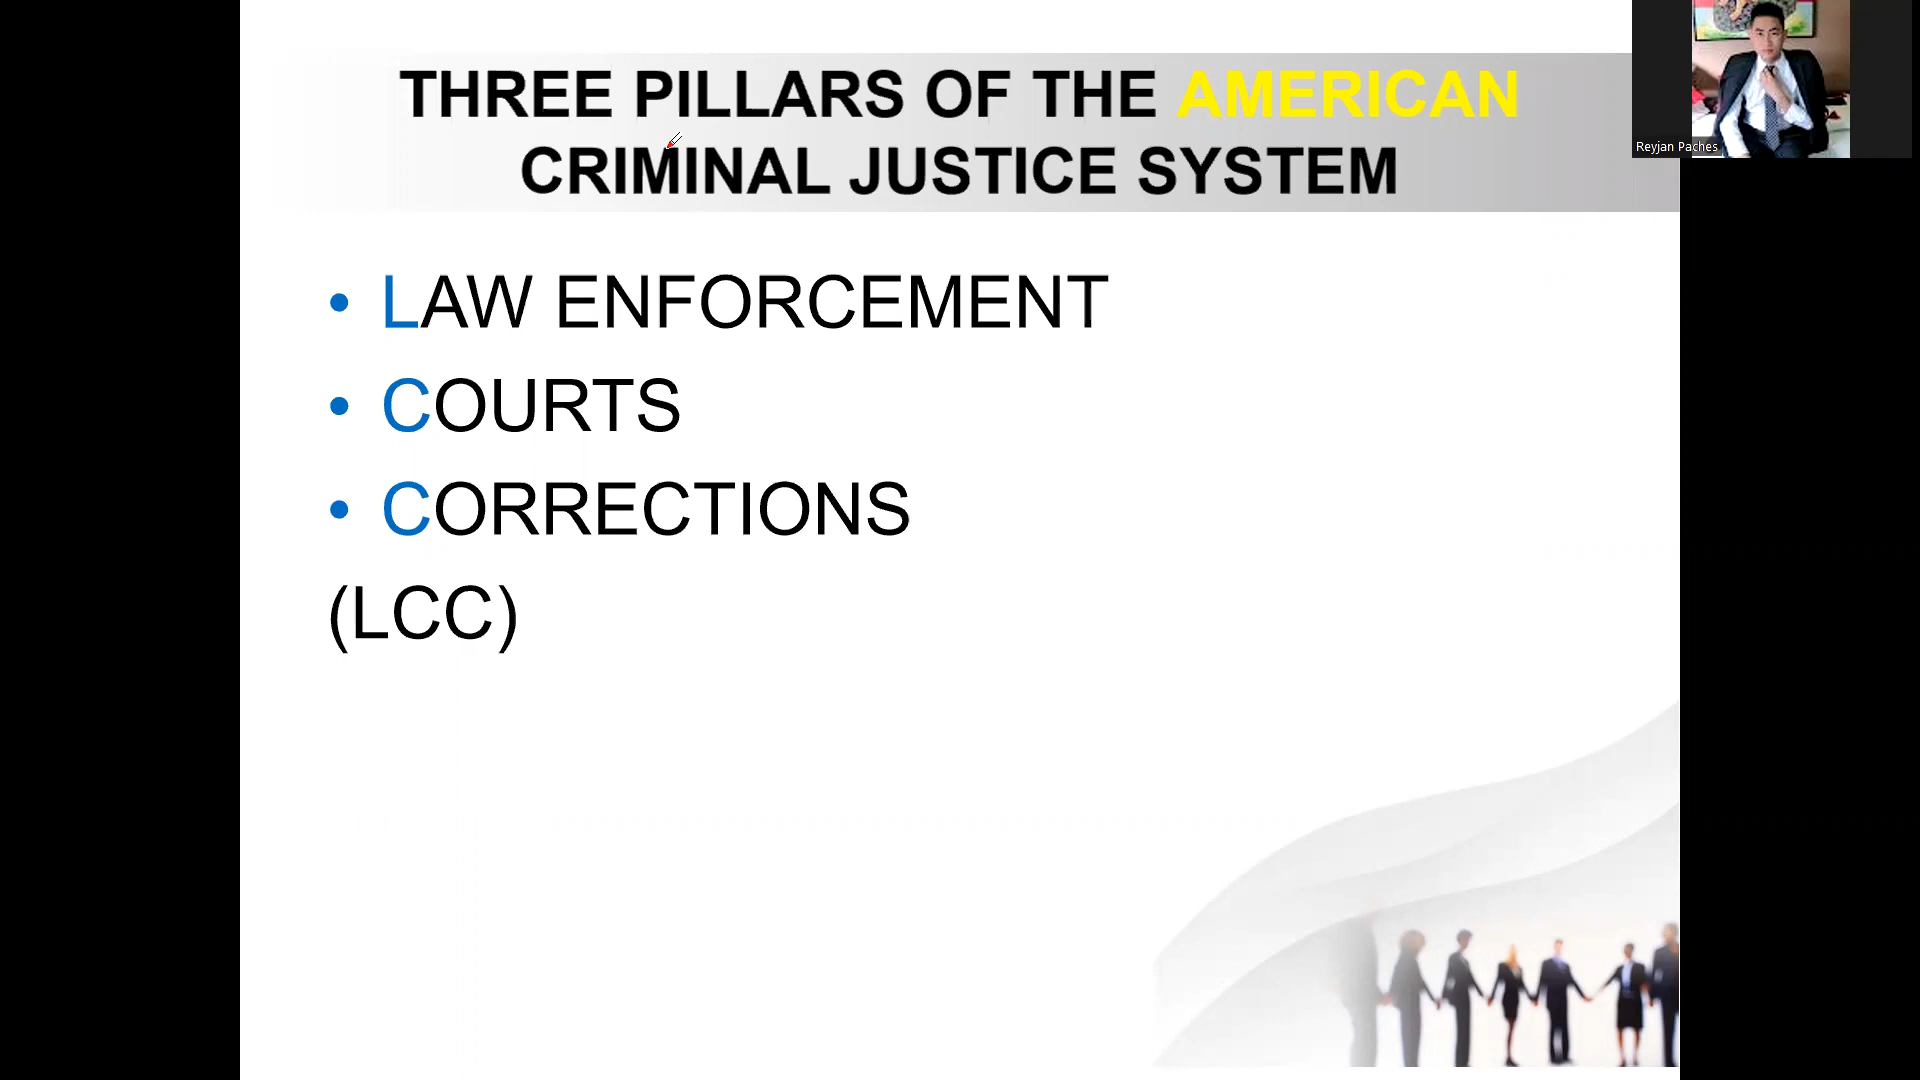 THREE PILLARS OF THE AMERICAN
CRIMINAL JUSTICE SYSTEM
• LAW ENFORCEMENT
• COURTS
• CORRECTIONS
(LCC)
Reyjan Paches